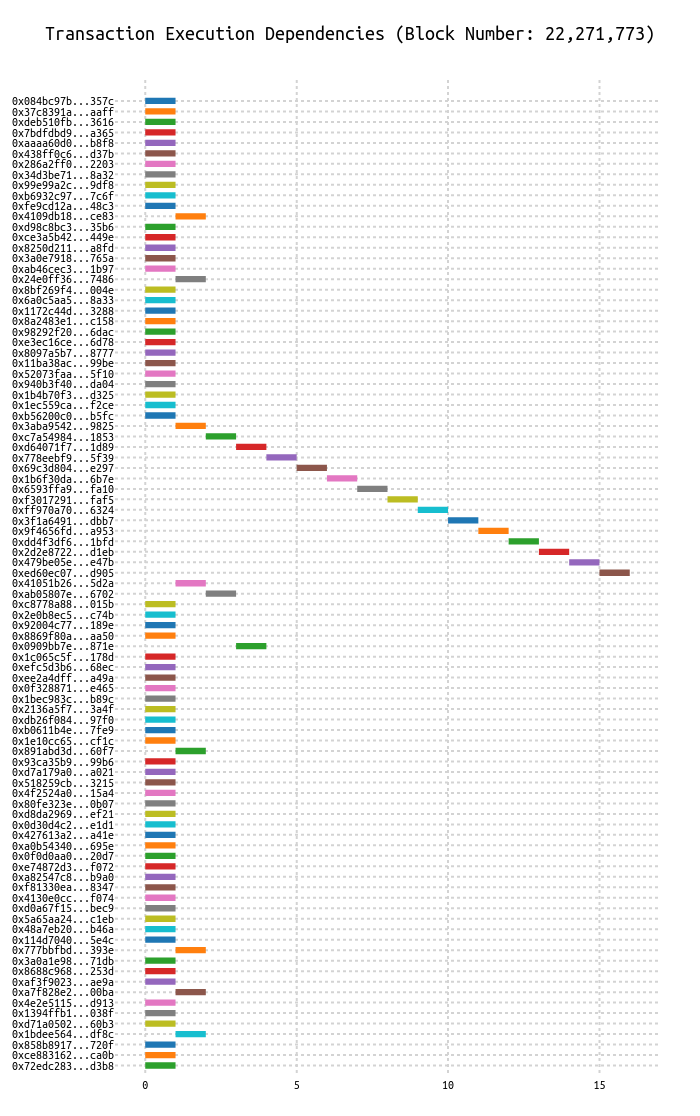 Transaction Execution Dependencies (Block Number: 22,271,773)
0x084bc97b...357c
0x37c8391a...aaff
0xdeb510fb...3616
0x7bdfdbd9...a365
0xaaaa60d0...b8f8
0x438ff0c6...d37b
0x286a2ff0...2203
0x34d3be71...8a32
0x99e99a2c...9df8
0xb6932c97...7c6f
0xfe9cd12a...48c3
0x4109db18...ce83
0xd98c8bc3...35b6
0xce3a5b42...449e
0x8250d211...a8fd
0x3a0e7918...765a
0xab46cec3...1b97
0x24e0ff36...7486
0x8bf269f4...004e
0x6a0c5aa5...8a33
0x1172c44d...3288
0x8a2483e1...c158
0x98292f20...6dac
0xe3ec16ce...6d78
0x8097a5b7...8777
0x11ba38ac...99be
0x52073faa...5f10
0x940b3f40...da04
0x1b4b70f3...d325
0x1ec559ca...f2ce
0xb56200c0...b5fc
0x3aba9542...9825
0xc7a54984...1853
0xd64071f7...1d89
0x778eebf9...5f39
0x69c3d804...e297
0x1b6f30da...6b7e
0x6593ffa9...fa10
0xf3017291...faf5
0xff970a70...6324
0x3f1a6491...dbb7
0x9f4656fd...a953
0xdd4f3df6...1bfd
0x2d2e8722...d1eb
0x479be05e...e47b
0xed60ec07...d905
0x41051b26...5d2a
0xab05807e...6702
0xc8778a88...015b
0x2e0b8ec5...c74b
0x92004c77...189e
0x8869f80a...aa50
0x0909bb7e...871e
0x1c065c5f...178d
0xefc5d3b6...68ec
0xee2a4dff...a49a
0x0f328871...e465
0x1bec983c...b89c
0x2136a5f7...3a4f
0xdb26f084...97f0
0xb0611b4e...7fe9
0x1e10cc65...cf1c
0x891abd3d...60f7
0x93ca35b9...99b6
0xd7a179a0...a021
0x518259cb...3215
0x4f2524a0...15a4
0x80fe323e...0b07
0xd8da2969...ef21
0x0d30d4c2...e1d1
0x427613a2...a41e
0xa0b54340...695e
0x0f0d0aa0...20d7
0xe74872d3...f072
0xa82547c8...b9a0
0xf81330ea...8347
0x4130e0cc...f074
0xd0a67f15...bec9
0x5a65aa24...c1eb
0x48a7eb20...b46a
0x114d7040...5e4c
0x777bbfbd...393e
0x3a0a1e98...71db
0x8688c968...253d
0xaf3f9023...ae9a
0xa7f828e2...00ba
0x4e2e5115...d913
0x1394ffb1...038f
0xd71a0502...60b3
0x1bdee564...df8c
0x858b8917...720f
0xce883162...ca0b
0x72edc283...d3b8
0 5 10 15